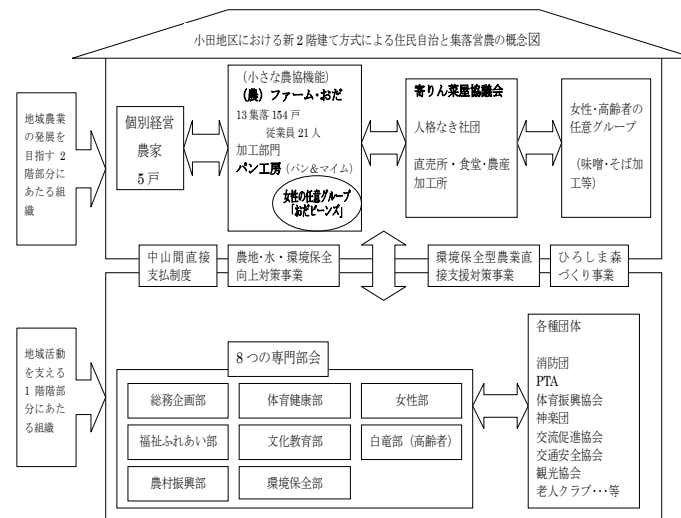 小田地区における新2階建て方式による住民自治と集落営農の概念図
地域農業
の発展を
目指す 2
階部分に
あたる組
織
個別経営
農家
5戸
(小さな農協機能)
(農)ファーム・おだ
13集落 154戸
従業員 21人
加工部門
パン工房(パン&マイム)
女性の任意グループ
「おだビーンズ」
寄りん菜屋協議会
人格なき社団
直売所・食堂・農産
加工所
女性・高齢者の
任意グループ
(味噌・そば加
工等)
中山間直接
支払制度
農地・水・環境保全
向上対策事業
環境保全型農業直
接支援対策事業
ひろしま森
づくり事業
地域活動
を支える
1 階階部
分にあた
る組織
8つの専門部会
総務企画部
体育健康部
女性部
福祉ふれあい部
文化教育部
白竜部(高齢者)
農村振興部
環境保全部
各種団体
消防団
PTA
体育振興協会
神楽団
交流促進協会
交通安全協会
観光協会
老人クラブ・・・等